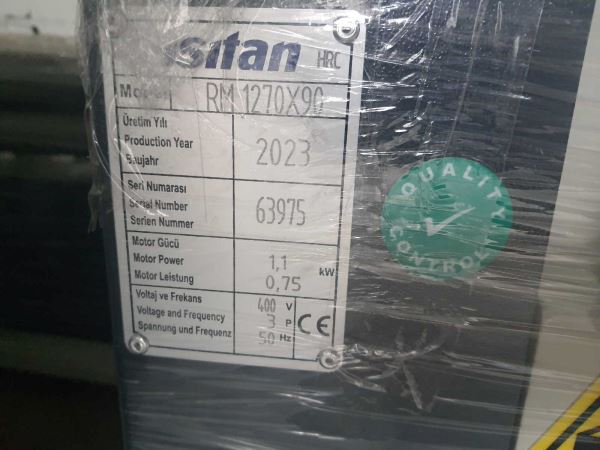 sıtan HRC
Model RM 1270X90
Üretim Yılı
Production Year 2023
Baujahr
Seri Numarası
Serial Number 63975
Serien Nummer
Motor Gücü
Motor Power 1,1 kW
Motor Leistung 0,75
Voltaj ve Frekans 400 V
Voltage and Frequency 3 P CE
Spannung und Frequenz 50 Hz
QUALITY
CONTROL